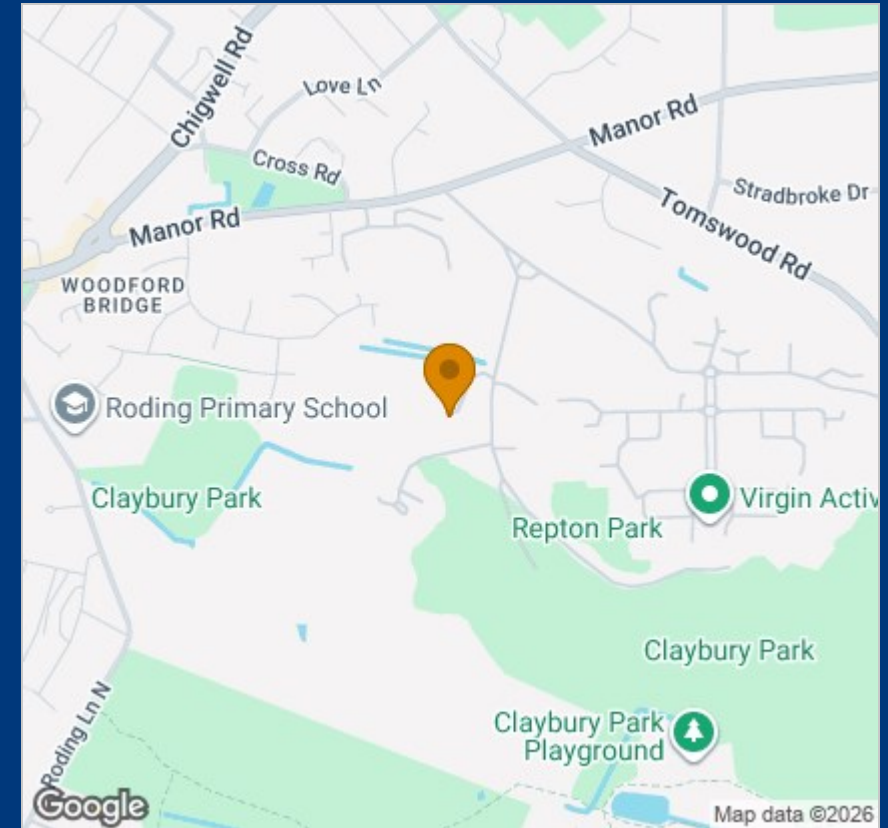 Chigwell Rd
Love Ln
Manor Rd
Cross Rd
Stradbroke Dr
Manor Rd
Tomswood Rd
WOODFORD
BRIDGE
Roding Primary School
Claybury Park
Virgin Activ
Repton Park
Claybury Park
Roding Ln N
Claybury Park
Playground
Google
Map data ©2026